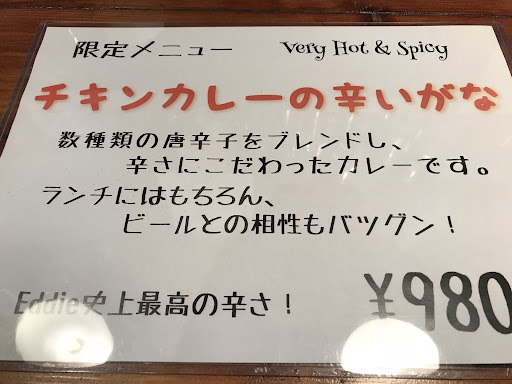 限定メニュー Very Hot & Spicy
チキンカレーの辛いがな
数種類の唐辛子をブレンドし、
辛さにこだわったカレーです。
ランチにはもちろん、
ビールとの相性もバツグン！
Eddie史上最高の辛さ！ ¥980